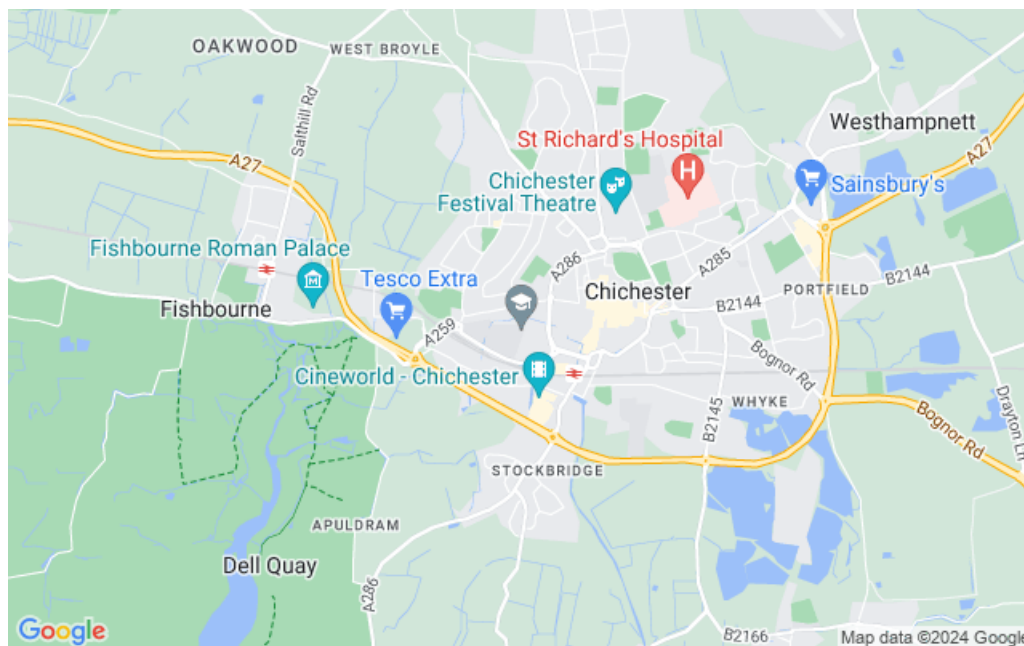 OAKWOOD
WEST BROYLE
Salthill Rd
A27
St Richard's Hospital
H
Westhampnett
A27
Chichester
Festival Theatre
Sainsbury's
Fishbourne Roman Palace
M
Tesco Extra
A286
A285
B2144
Chichester
PORTFIELD
B2144
Fishbourne
A259
Cineworld - Chichester
Bognor Rd
WHYKE
B2145
Bognor Rd
Drayton Ln
STOCKBRIDGE
APULDRAM
Dell Quay
A286
B2166
Google
Map data ©2024 Google